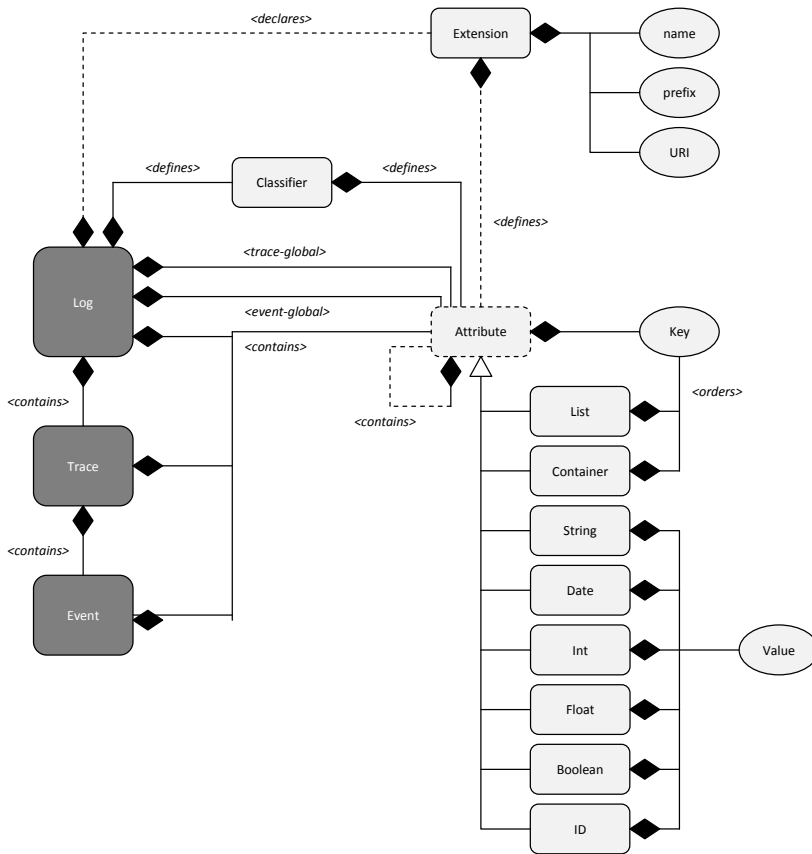 <declares>
Extension
name
prefix
URI
<defines>
Classifier
<defines>
<defines>
<trace-global>
Log
<event-global>
Attribute
Key
<contains>
<orders>
<contains>
List
<contains>
Trace
Container
String
<contains>
Date
Event
Int
Value
Float
Boolean
ID